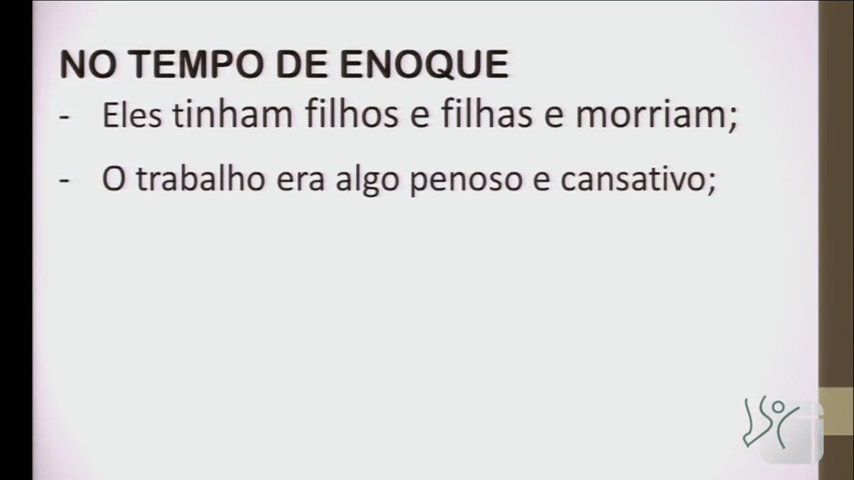 NO TEMPO DE ENOQUE
- Eles tinham filhos e filhas e morriam;
- O trabalho era algo penoso e cansativo;